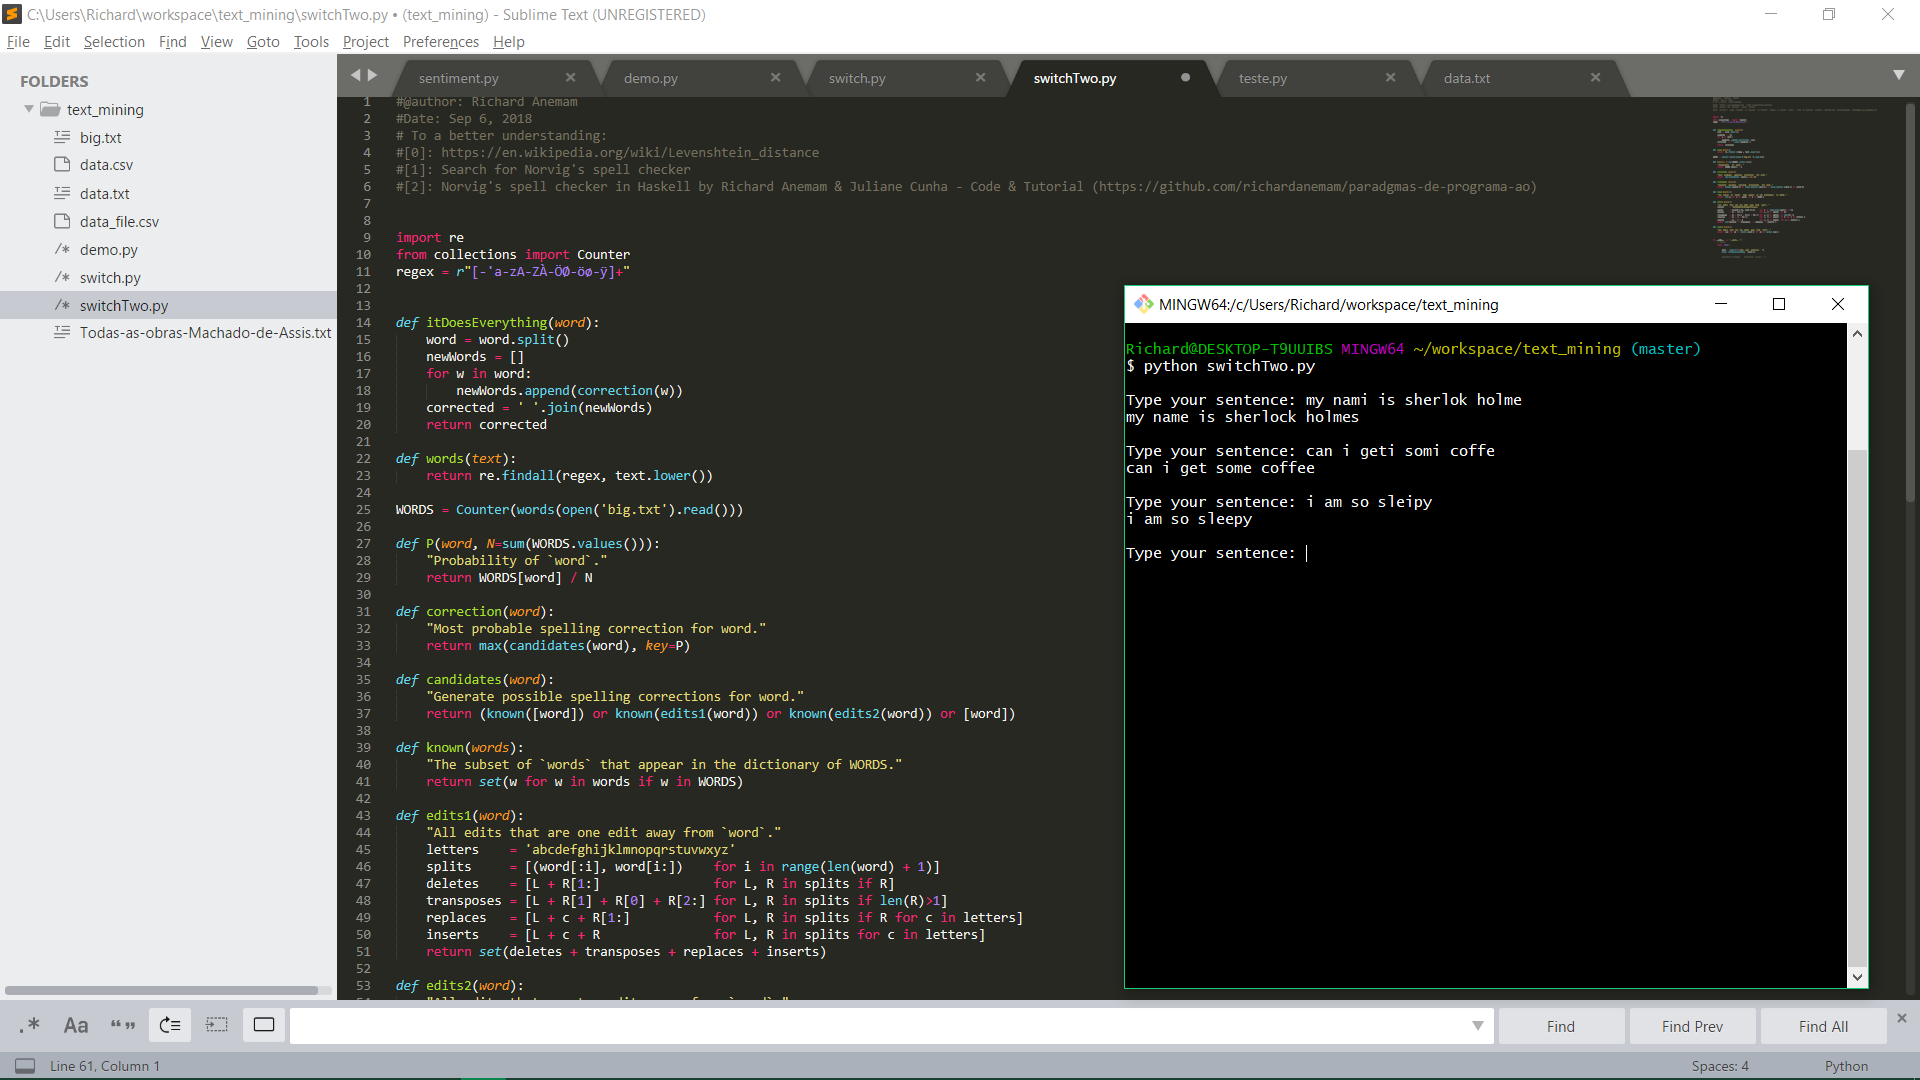 C:\Users\Richard\workspace\text_mining\switchTwo.py • (text_mining) - Sublime Text (UNREGISTERED)
File Edit Selection Find View Goto Tools Project Preferences Help
FOLDERS
text_mining
big.txt
data.csv
data.txt
data_file.csv
demo.py
switch.py
switchTwo.py
Todas-as-obras-Machado-de-Assis.txt
sentiment.py demo.py switch.py switchTwo.py teste.py data.txt
1 #@author: Richard Anemam
2 #Date: Sep 6, 2018
3 # To a better understanding:
4 #[0]: https://en.wikipedia.org/wiki/Levenshtein_distance
5 #[1]: Search for Norvig's spell checker
6 #[2]: Norvig's spell checker in Haskell by Richard Anemam & Juliane Cunha - Code & Tutorial (https://github.com/richardanemam/paradgmas-de-programa-ao)
7
8
9 import re
10 from collections import Counter
11 regex = r"[-'a-zA-ZÀ-ÖØ-öø-ÿ]+"
12
13
14 def itDoesEverything(word):
15 word = word.split()
16 newWords = []
17 for w in word:
18 newWords.append(correction(w))
19 corrected = ' '.join(newWords)
20 return corrected
21
22 def words(text):
23 return re.findall(regex, text.lower())
24
25 WORDS = Counter(words(open('big.txt').read()))
26
27 def P(word, N=sum(WORDS.values())):
28 "Probability of `word`."
29 return WORDS[word] / N
30
31 def correction(word):
32 "Most probable spelling correction for word."
33 return max(candidates(word), key=P)
34
35 def candidates(word):
36 "Generate possible spelling corrections for word."
37 return (known([word]) or known(edits1(word)) or known(edits2(word)) or [word])
38
39 def known(words):
40 "The subset of `words` that appear in the dictionary of WORDS."
41 return set(w for w in words if w in WORDS)
42
43 def edits1(word):
44 "All edits that are one edit away from `word`."
45 letters = 'abcdefghijklmnopqrstuvwxyz'
46 splits = [(word[:i], word[i:]) for i in range(len(word) + 1)]
47 deletes = [L + R[1:] for L, R in splits if R]
48 transposes = [L + R[1] + R[0] + R[2:] for L, R in splits if len(R)>1]
49 replaces = [L + c + R[1:] for L, R in splits if R for c in letters]
50 inserts = [L + c + R for L, R in splits for c in letters]
51 return set(deletes + transposes + replaces + inserts)
52
53 def edits2(word):
MINGW64:/c/Users/Richard/workspace/text_mining
Richard@DESKTOP-T9UUIBS MINGW64 ~/workspace/text_mining (master)
$ python switchTwo.py
Type your sentence: my nami is sherlok holme
my name is sherlock holmes
Type your sentence: can i geti somi coffe
can i get some coffee
Type your sentence: i am so sleipy
i am so sleepy
Type your sentence:
.* Aa “” Find Find Prev Find All
Line 61, Column 1 Spaces: 4 Python